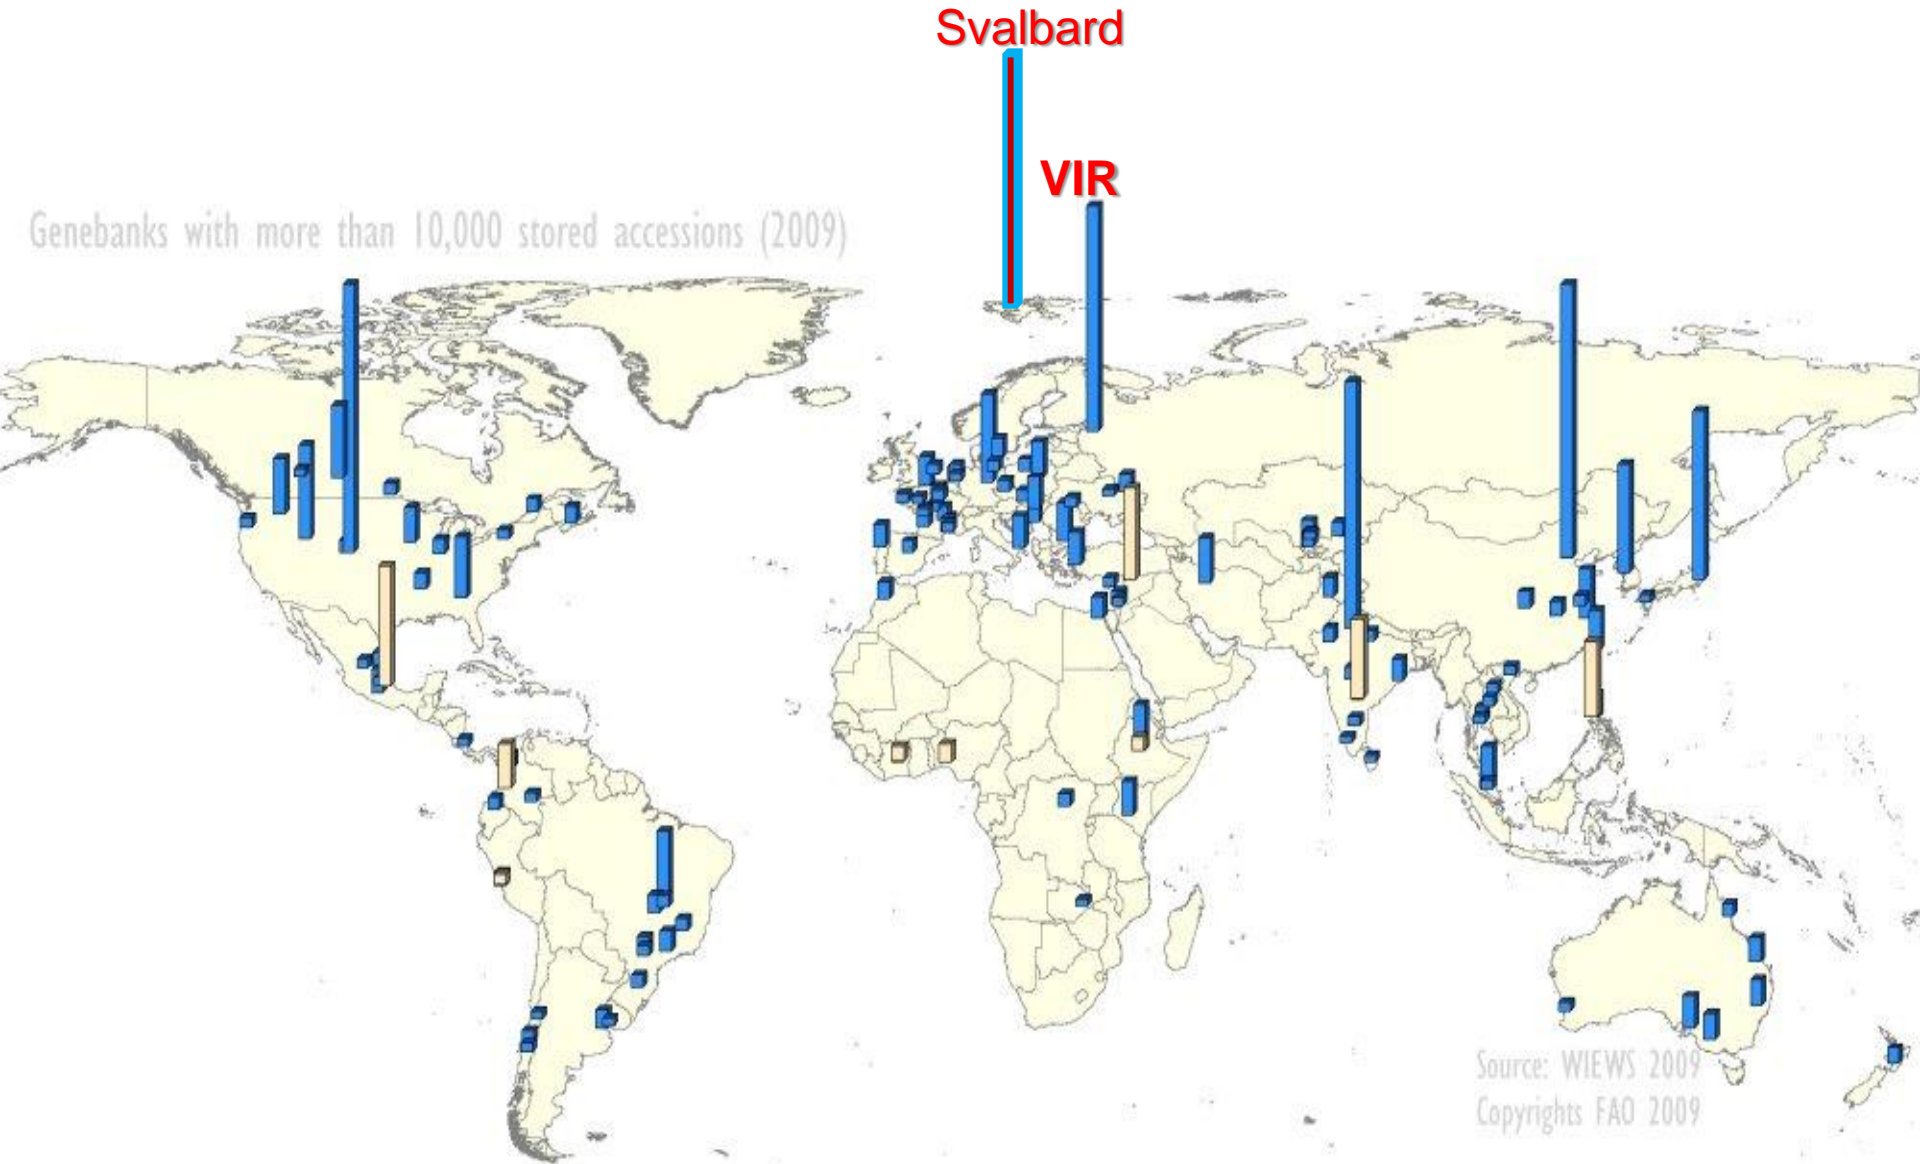 Svalbard
VIR
Genebanks with more than 10,000 stored accessions (2009)
Source: WIEWS 2009
Copyrights FAO 2009